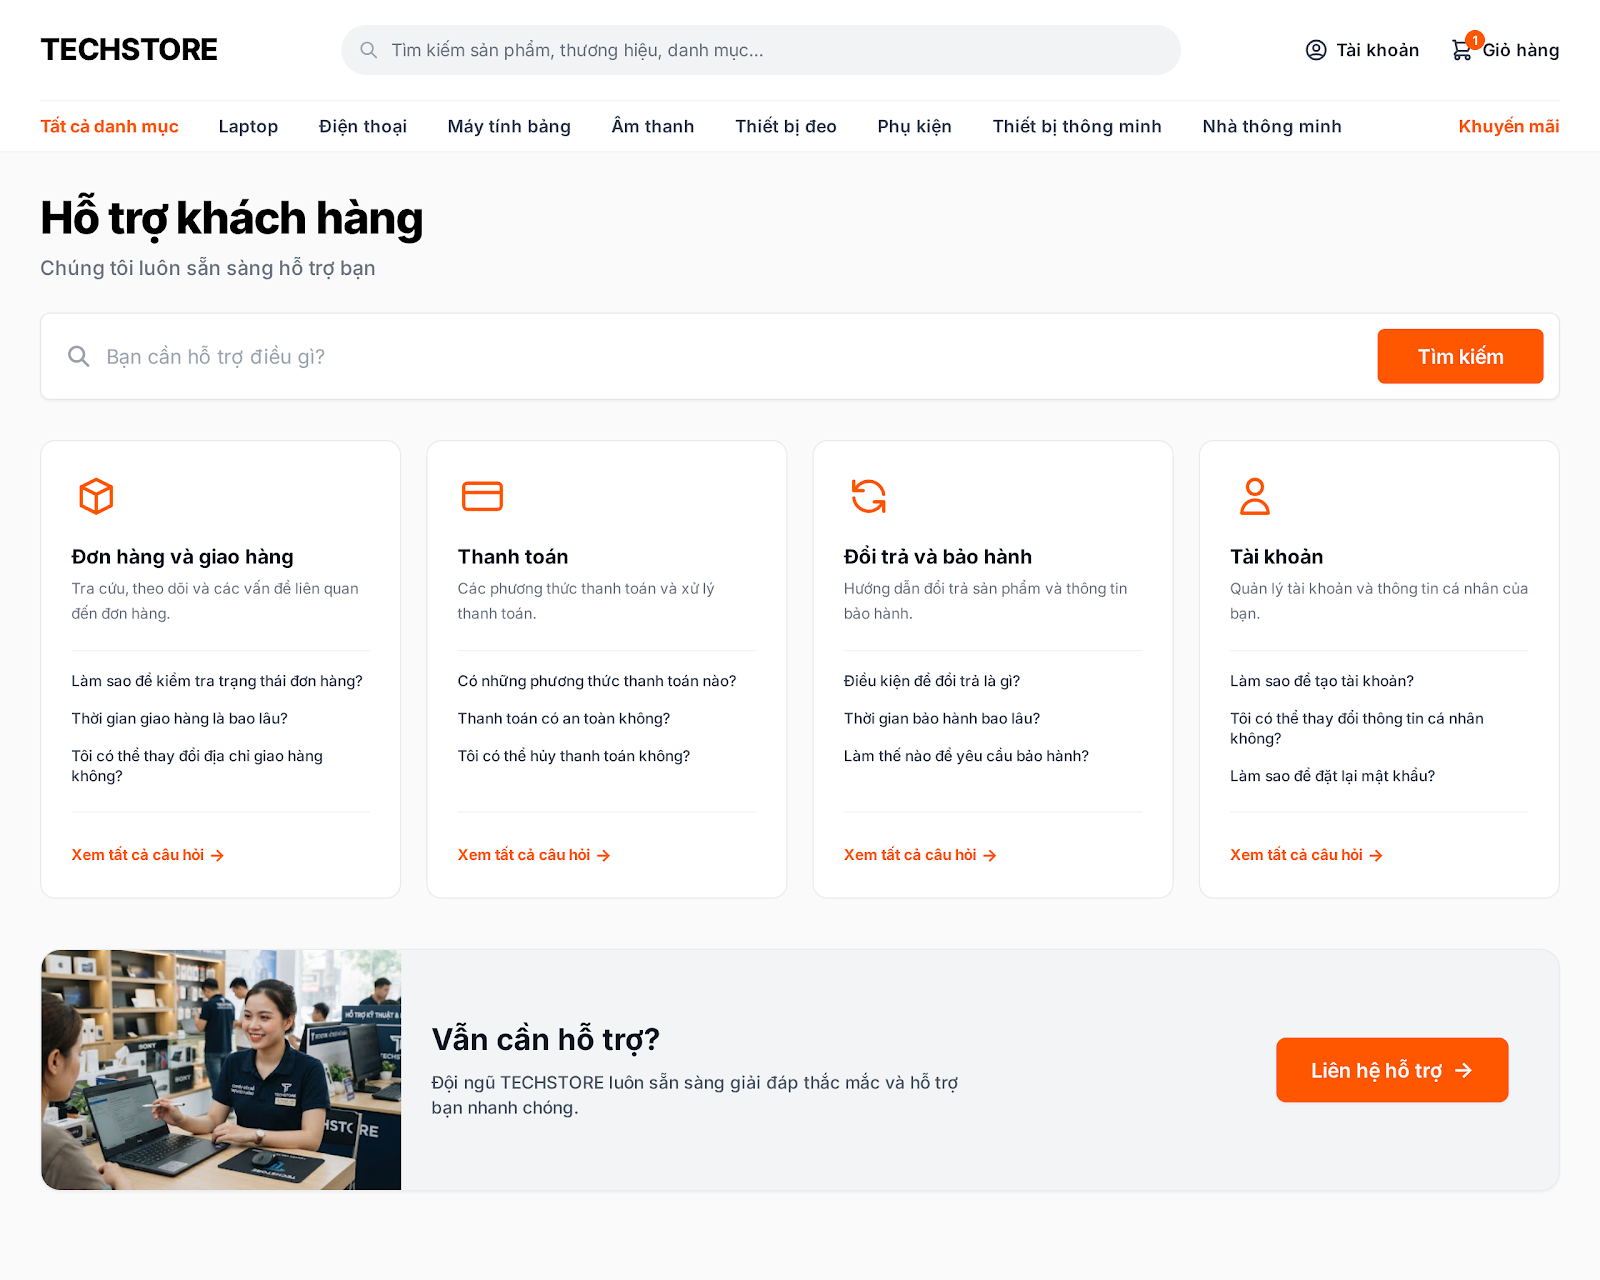 TECHSTORE
Tìm kiếm sản phẩm, thương hiệu, danh mục...
Tài khoản
1
Giỏ hàng
Tất cả danh mục
Laptop
Điện thoại
Máy tính bảng
Âm thanh
Thiết bị đeo
Phụ kiện
Thiết bị thông minh
Nhà thông minh
Khuyến mãi
Hỗ trợ khách hàng
Chúng tôi luôn sẵn sàng hỗ trợ bạn
Bạn cần hỗ trợ điều gì?
Tìm kiếm
Đơn hàng và giao hàng
Tra cứu, theo dõi và các vấn đề liên quan
đến đơn hàng.
Làm sao để kiểm tra trạng thái đơn hàng?
Thời gian giao hàng là bao lâu?
Tôi có thể thay đổi địa chỉ giao hàng
không?
Xem tất cả câu hỏi →
Thanh toán
Các phương thức thanh toán và xử lý
thanh toán.
Có những phương thức thanh toán nào?
Thanh toán có an toàn không?
Tôi có thể hủy thanh toán không?
Xem tất cả câu hỏi →
Đổi trả và bảo hành
Hướng dẫn đổi trả sản phẩm và thông tin
bảo hành.
Điều kiện để đổi trả là gì?
Thời gian bảo hành bao lâu?
Làm thế nào để yêu cầu bảo hành?
Xem tất cả câu hỏi →
Tài khoản
Quản lý tài khoản và thông tin cá nhân của
bạn.
Làm sao để tạo tài khoản?
Tôi có thể thay đổi thông tin cá nhân
không?
Làm sao để đặt lại mật khẩu?
Xem tất cả câu hỏi →
HỖ TRỢ KỸ THUẬT &
SONY
SONY
TECHSTORE
TECHSTORE
Vẫn cần hỗ trợ?
Đội ngũ TECHSTORE luôn sẵn sàng giải đáp thắc mắc và hỗ trợ
bạn nhanh chóng.
Liên hệ hỗ trợ →